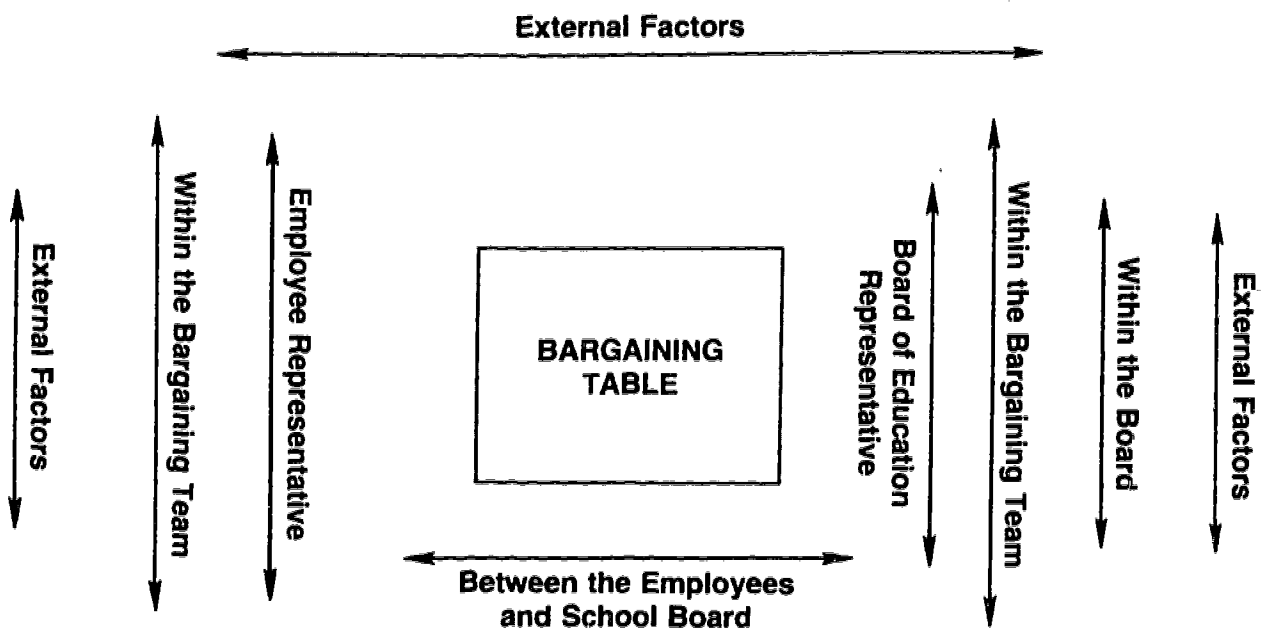 External Factors
External Factors
Within the Bargaining Team
Employee Representative
BARGAINING
TABLE
Board of Education
Representative
Within the Bargaining Team
Within the Board
External Factors
Between the Employees
and School Board